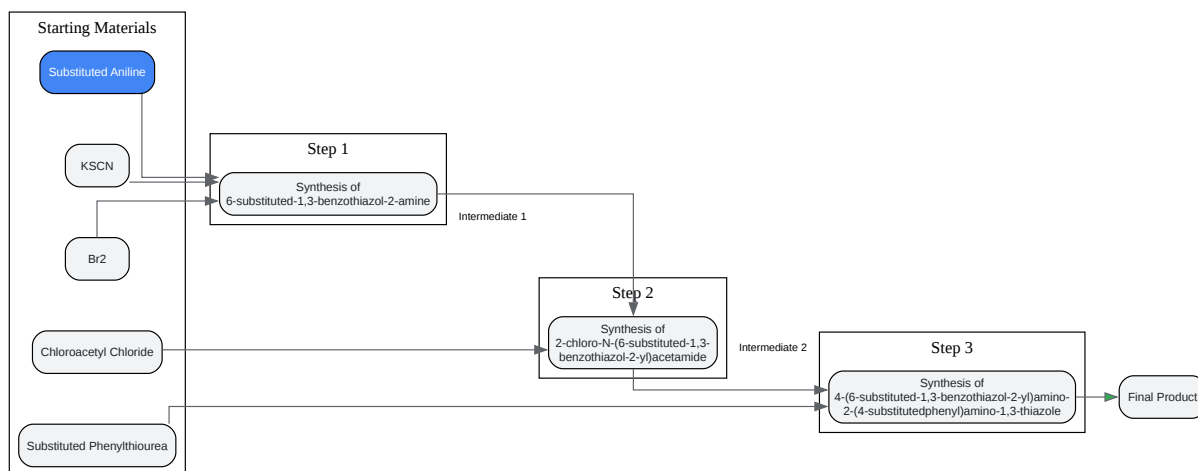 Starting Materials
Substituted Aniline
KSCN
Br2
Chloroacetyl Chloride
Substituted Phenylthiourea
Step 1
Synthesis of
6-substituted-1,3-benzothiazol-2-amine
Intermediate 1
Step 2
Synthesis of
2-chloro-N-(6-substituted-1,3-
benzothiazol-2-yl)acetamide
Intermediate 2
Step 3
Synthesis of
4-(6-substituted-1,3-benzothiazol-2-yl)amino-
2-(4-substitutedphenyl)amino-1,3-thiazole
Final Product